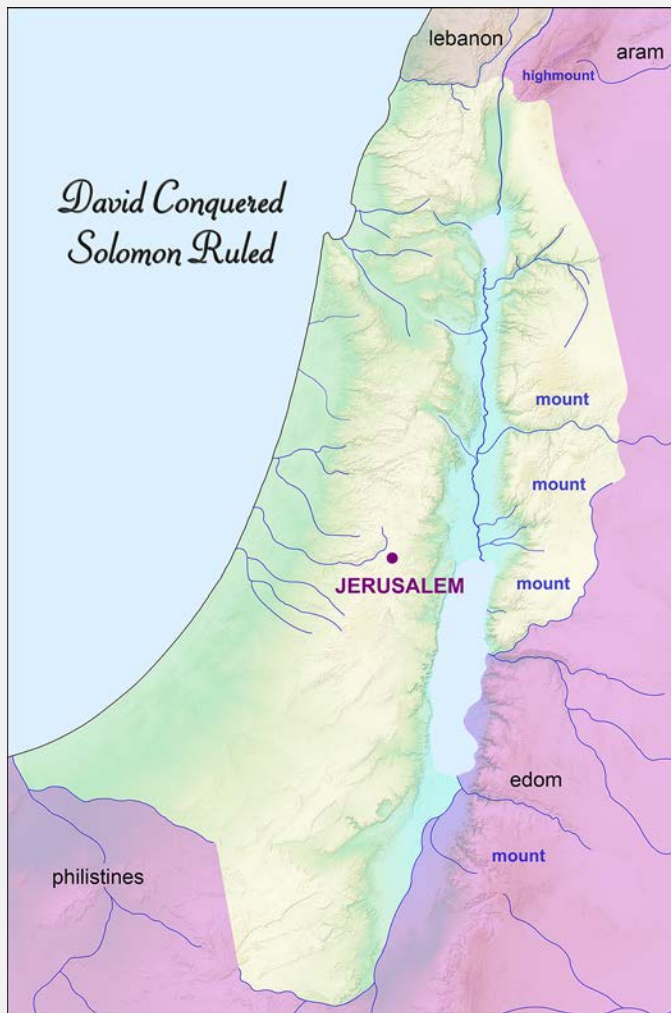 lebanon
aram
highmount
David Conquered
Solomon Ruled
mount
mount
mount
JERUSALEM
edom
mount
philistines